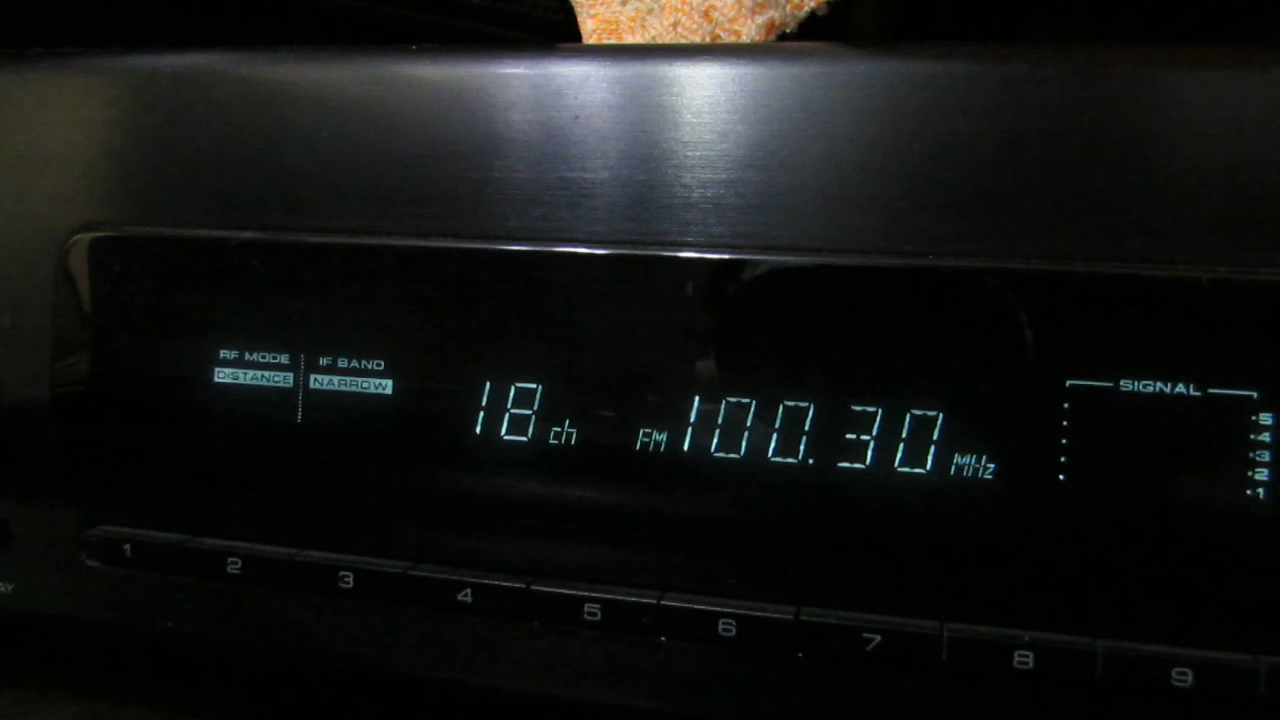 RF MODE IF BAND
DISTANCE NARROW
18 ch FM 100.30 MHz
SIGNAL
5
4
3
2
1
1 2 3 4 5 6 7 8 9
AY